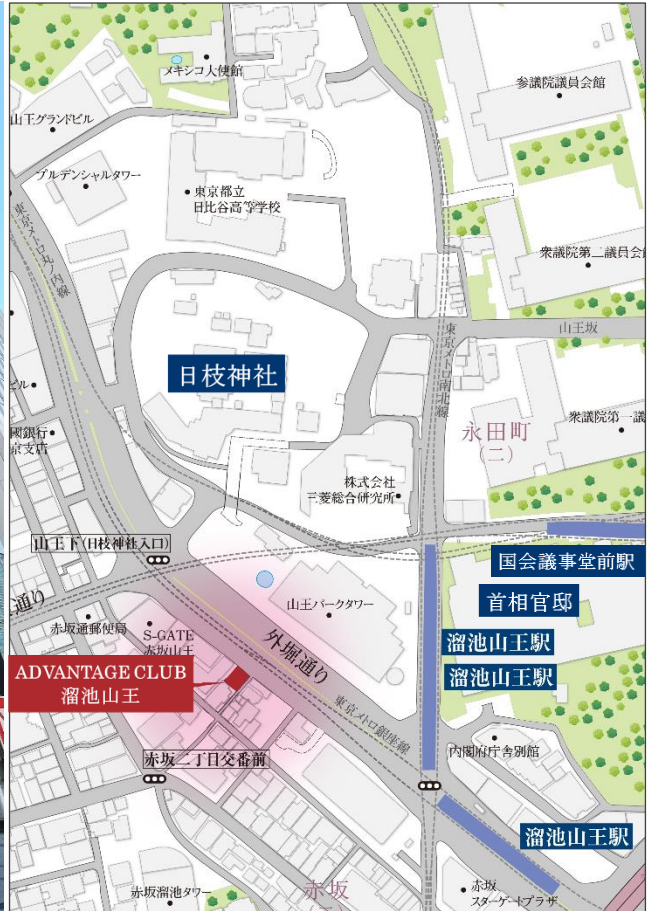 メキシコ大使館
参議院議員会館
山王グランドビル
プルデンシャルタワー
東京都立
日比谷高等学校
東京メトロ丸ノ内線
衆議院第二議員会
山王坂
東京メトロ南北線
日枝神社
永田町
(二)
衆議院第一議
ビル
國銀行
京支店
株式会社
三菱総合研究所
山王下(日枝神社入口)
国会議事堂前駅
首相官邸
通り
山王パークタワー
赤坂通郵便局
S-GATE
赤坂山王
外堀通り
溜池山王駅
溜池山王駅
ADVANTAGE CLUB
溜池山王
東京メトロ銀座線
赤坂二丁目交番前
内閣府庁舎別館
溜池山王駅
赤坂溜池タワー
赤坂
赤坂
スターゲートプラザ